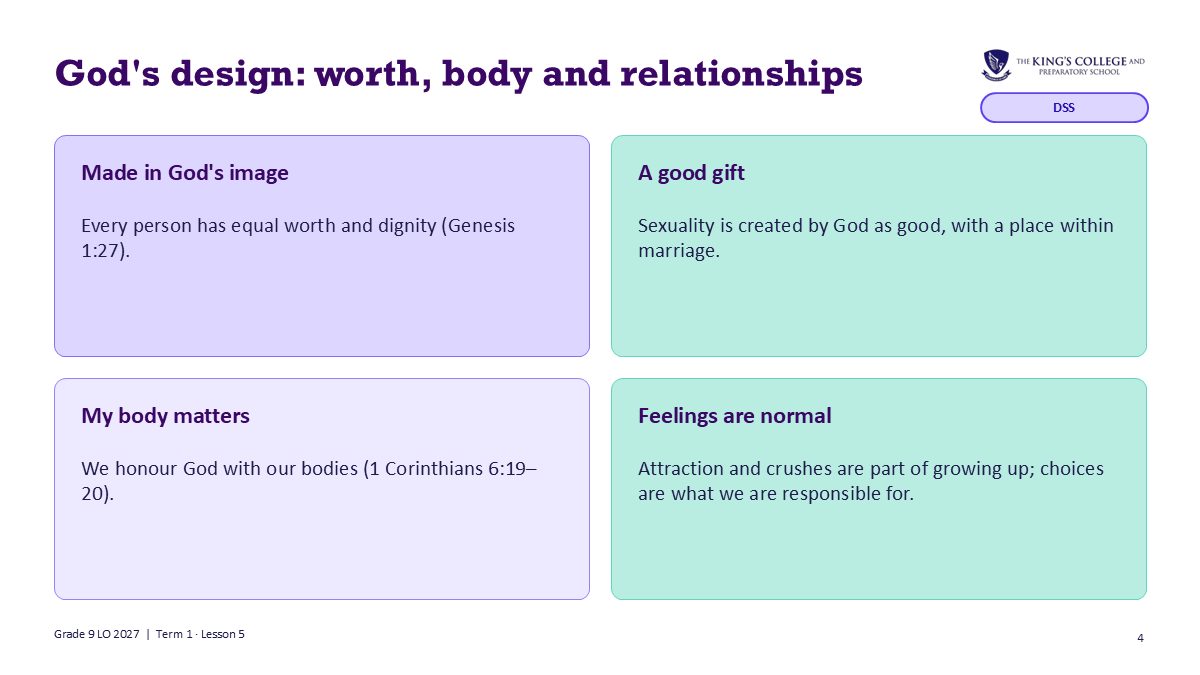 God's design: worth, body and relationships
THE KING'S COLLEGE AND
PREPARATORY SCHOOL
DSS
Made in God's image
Every person has equal worth and dignity (Genesis
1:27).
A good gift
Sexuality is created by God as good, with a place within
marriage.
My body matters
We honour God with our bodies (1 Corinthians 6:19–
20).
Feelings are normal
Attraction and crushes are part of growing up; choices
are what we are responsible for.
Grade 9 LO 2027 | Term 1 · Lesson 5
4